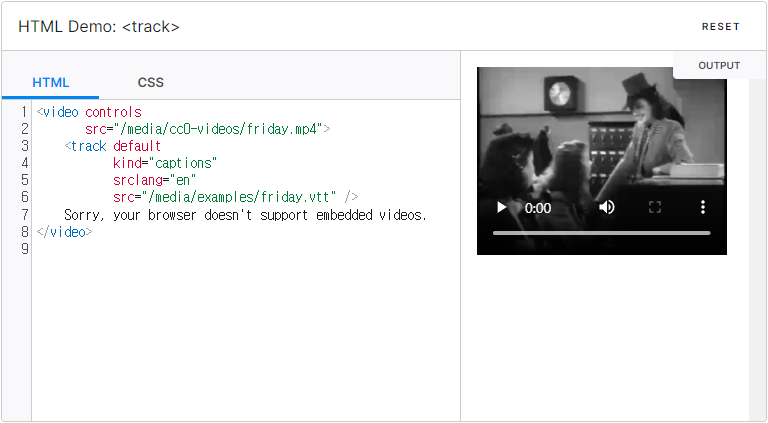 HTML Demo: <track>
RESET
HTML
CSS
OUTPUT
1 <video controls
2 src="/media/cc0-videos/friday.mp4">
3 <track default
4 kind="captions"
5 srclang="en"
6 src="/media/examples/friday.vtt" />
7 Sorry, your browser doesn't support embedded videos.
8 </video>
9
0:00